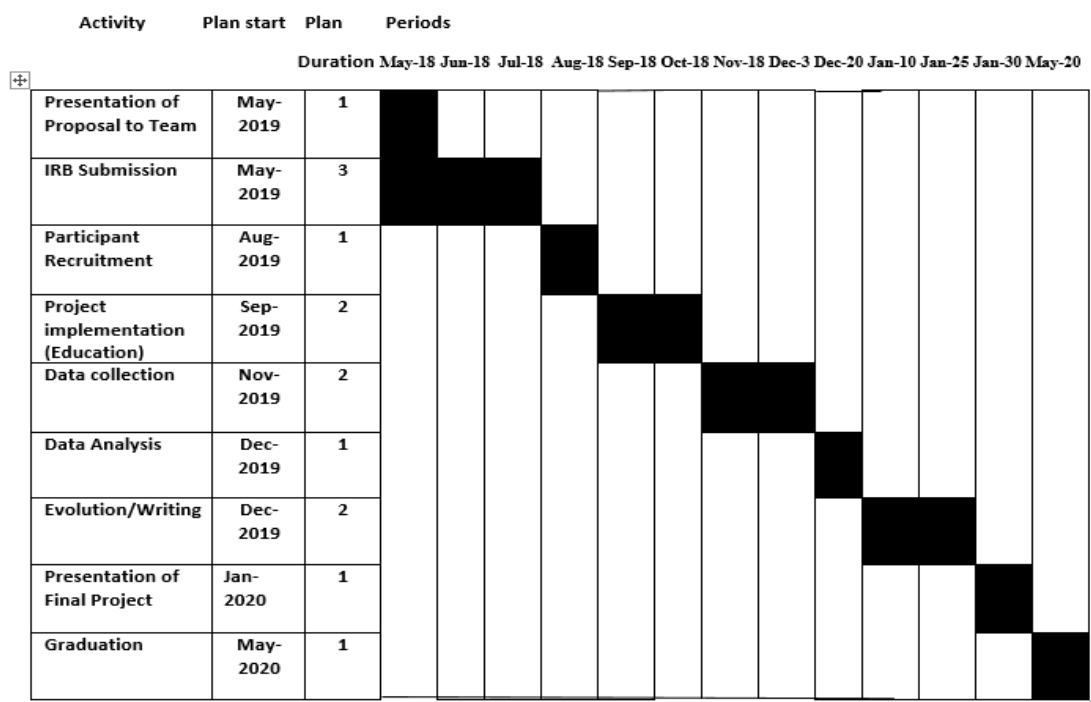 Activity Plan start Plan Periods
Duration May-18 Jun-18 Jul-18 Aug-18 Sep-18 Oct-18 Nov-18 Dec-3 Dec-20 Jan-10 Jan-25 Jan-30 May-20
Presentation of May- 1
Proposal to Team 2019
IRB Submission May- 3
2019
Participant Aug- 1
Recruitment 2019
Project Sep- 2
implementation 2019
(Education)
Data collection Nov- 2
2019
Data Analysis Dec- 1
2019
Evolution/Writing Dec- 2
2019
Presentation of Jan- 1
Final Project 2020
Graduation May- 1
2020